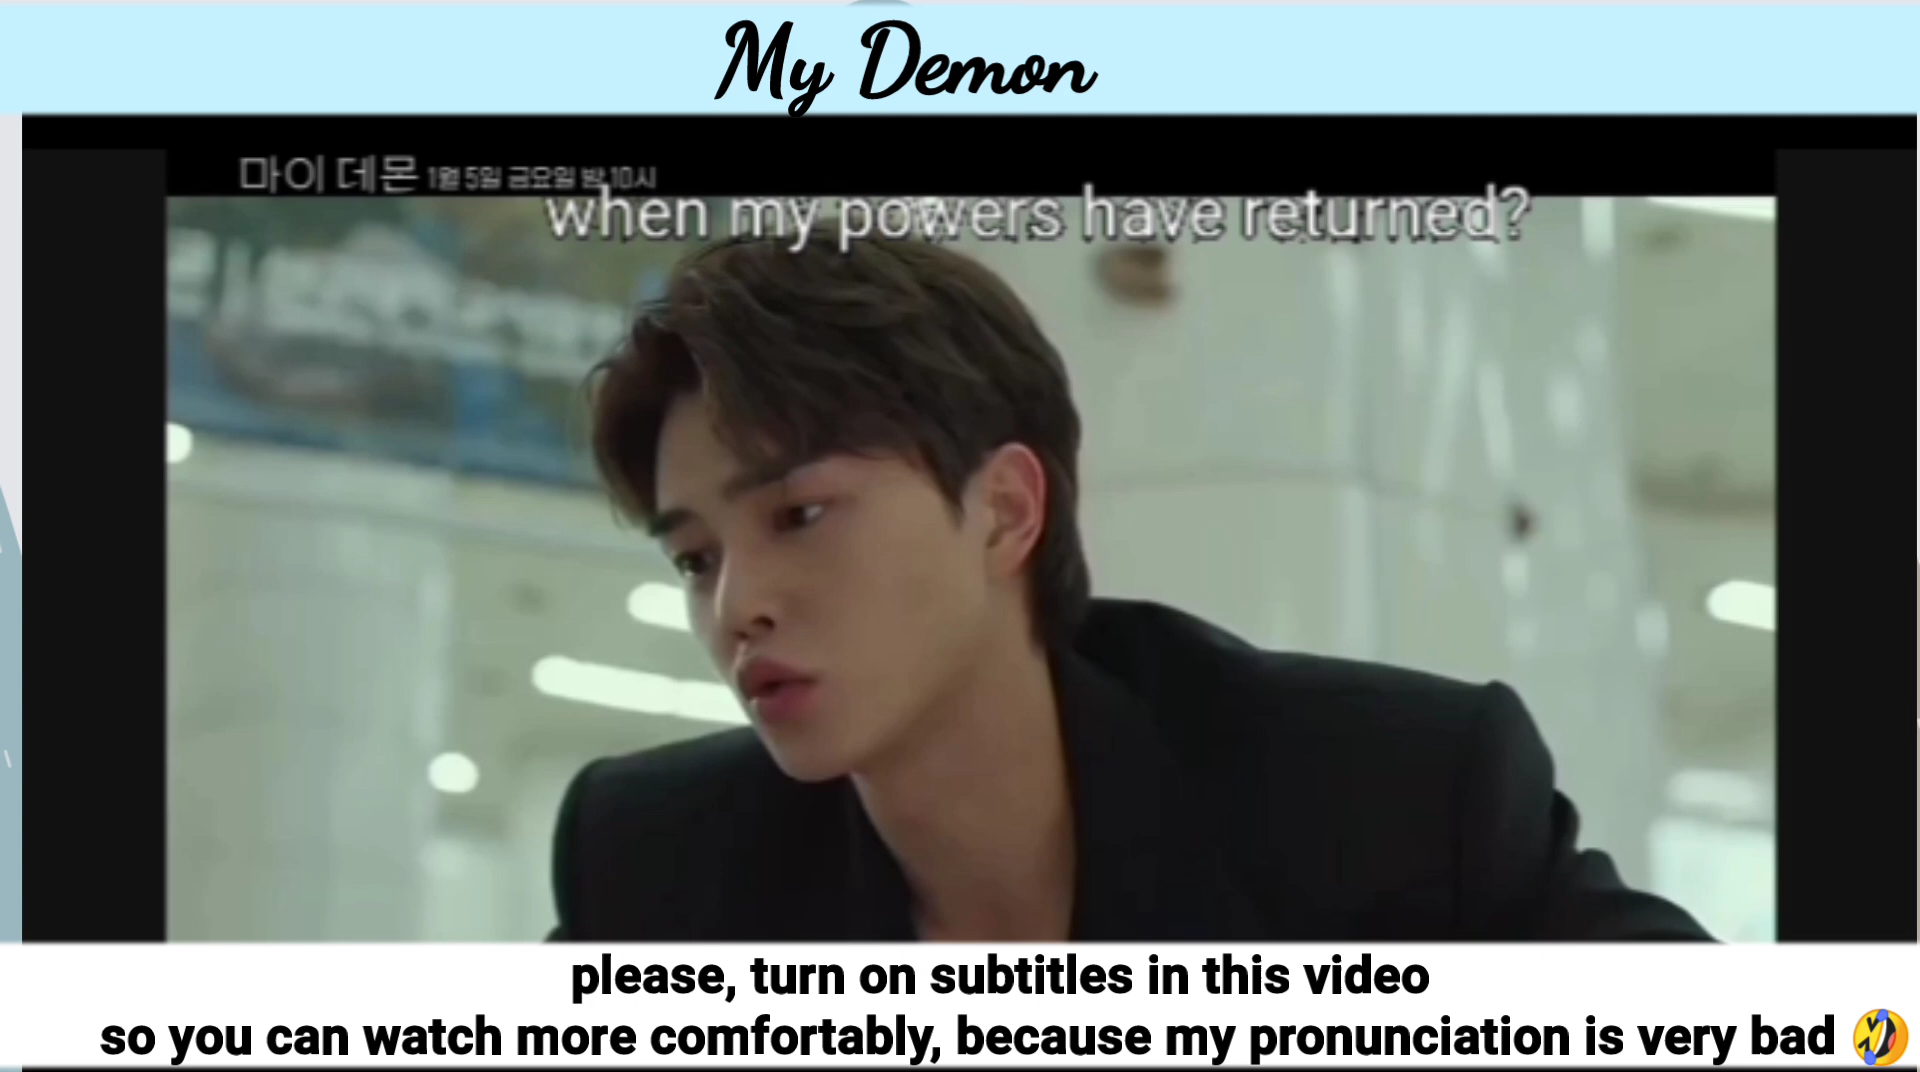 My Demon
마이 데몬 1월 5일 금요일 밤 10시
when my powers have returned?
please, turn on subtitles in this video
so you can watch more comfortably, because my pronunciation is very bad 🤣